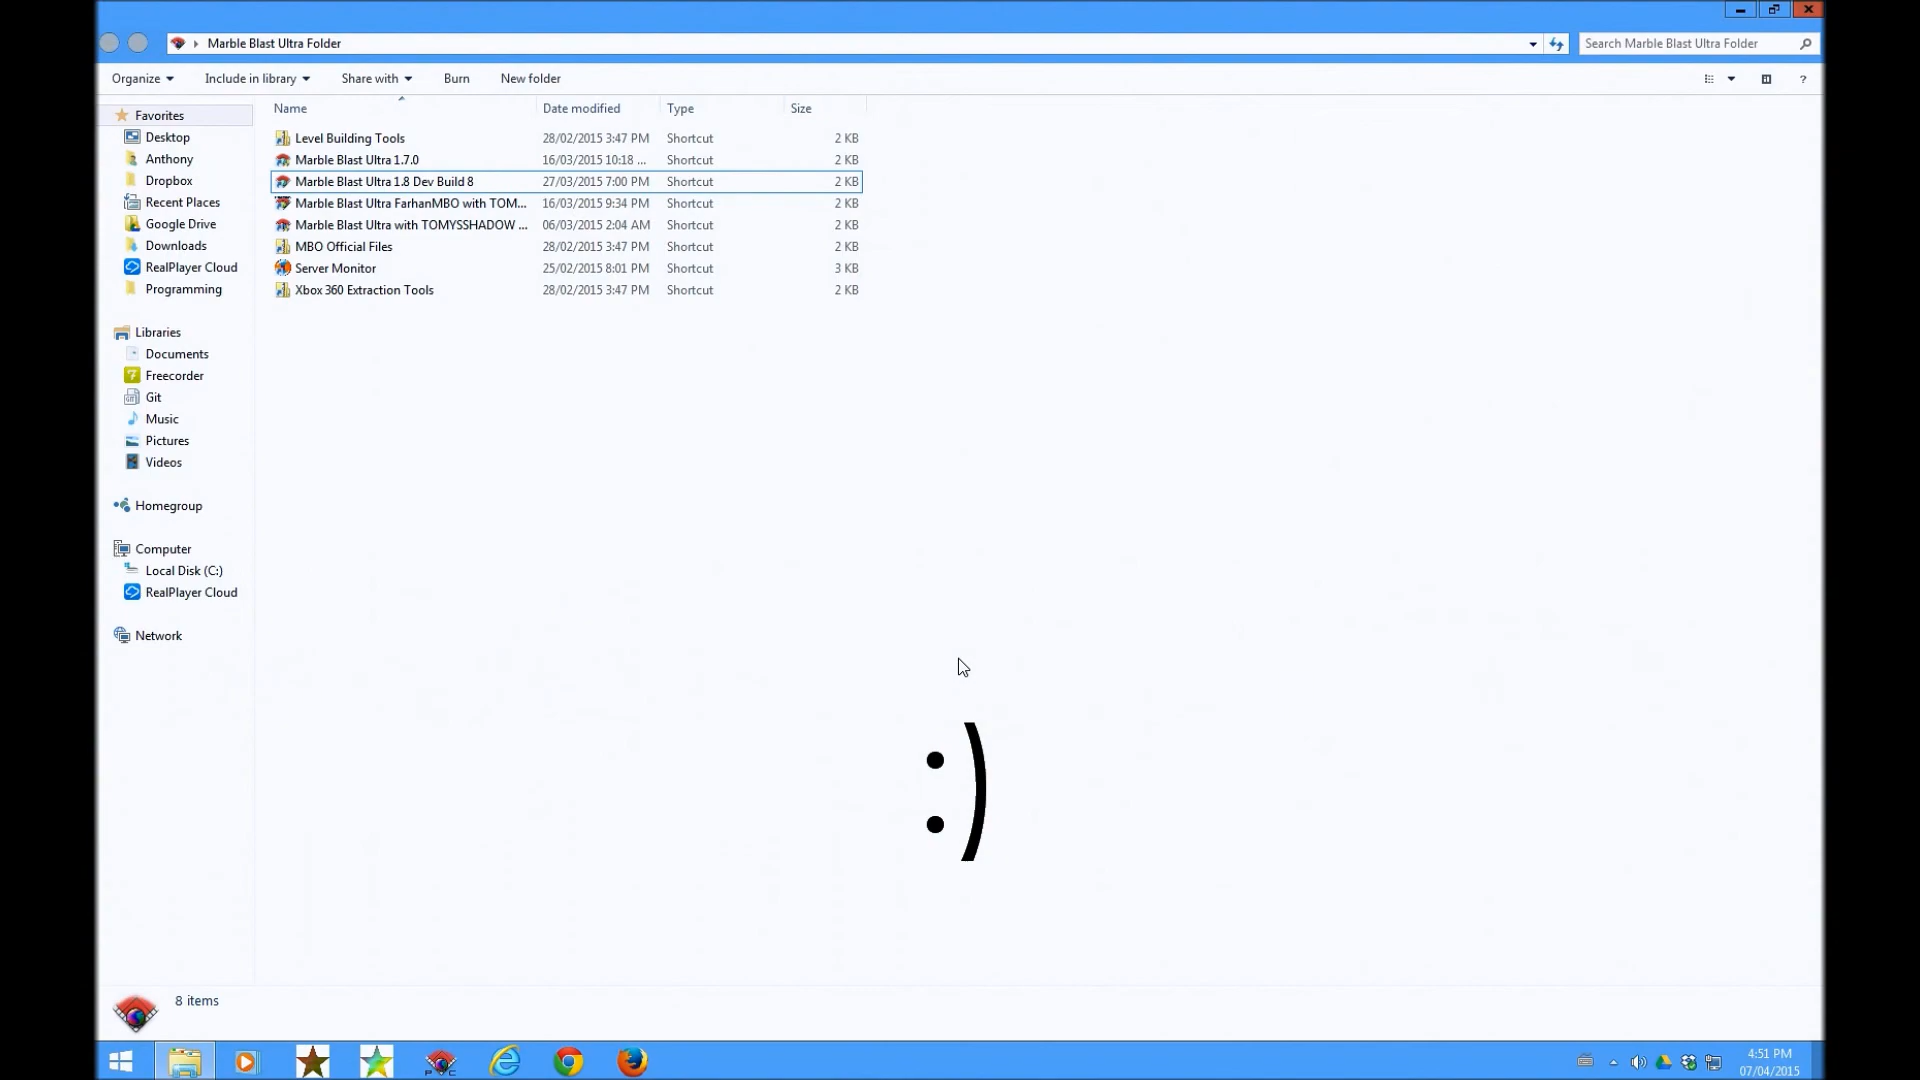 Marble Blast Ultra Folder
Search Marble Blast Ultra Folder
Organize Include in library Share with Burn New folder ?
Name Date modified Type Size
Favorites
Desktop
Anthony
Dropbox
Recent Places
Google Drive
Downloads
RealPlayer Cloud
Programming
Libraries
Documents
Freecorder
Git
Music
Pictures
Videos
Homegroup
Computer
Local Disk (C:)
RealPlayer Cloud
Network
Level Building Tools 28/02/2015 3:47 PM Shortcut 2 KB
Marble Blast Ultra 1.7.0 16/03/2015 10:18 ... Shortcut 2 KB
Marble Blast Ultra 1.8 Dev Build 8 27/03/2015 7:00 PM Shortcut 2 KB
Marble Blast Ultra FarhanMBO with TOM... 16/03/2015 9:34 PM Shortcut 2 KB
Marble Blast Ultra with TOMYSSHADOW ... 06/03/2015 2:04 AM Shortcut 2 KB
MBO Official Files 28/02/2015 3:47 PM Shortcut 2 KB
Server Monitor 25/02/2015 8:01 PM Shortcut 3 KB
Xbox 360 Extraction Tools 28/02/2015 3:47 PM Shortcut 2 KB
:)
8 items
4:51 PM
07/04/2015